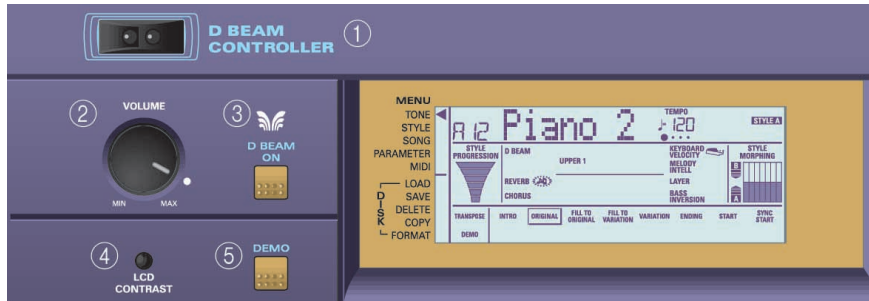 D BEAM
CONTROLLER
①
②
VOLUME
MIN
MAX
③
D BEAM
ON
④
LCD
CONTRAST
⑤
DEMO
MENU
TONE
STYLE
SONG
PARAMETER
MIDI
DISK
LOAD
SAVE
DELETE
COPY
FORMAT
A12
Piano 2
TEMPO
♪120
STYLE A
STYLE
PROGRESSION
D BEAM
UPPER 1
REVERB
CHORUS
KEYBOARD
VELOCITY
MELODY
INTELL
LAYER
BASS
INVERSION
STYLE
MORPHING
B
A
TRANSPOSE
INTRO
ORIGINAL
FILL TO
ORIGINAL
FILL TO
VARIATION
VARIATION
ENDING
START
SYNC
START
DEMO